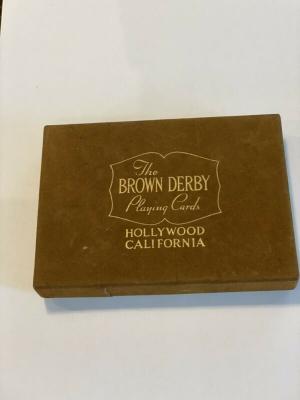 The
BROWN DERBY
Playing Cards
HOLLYWOOD
CALIFORNIA